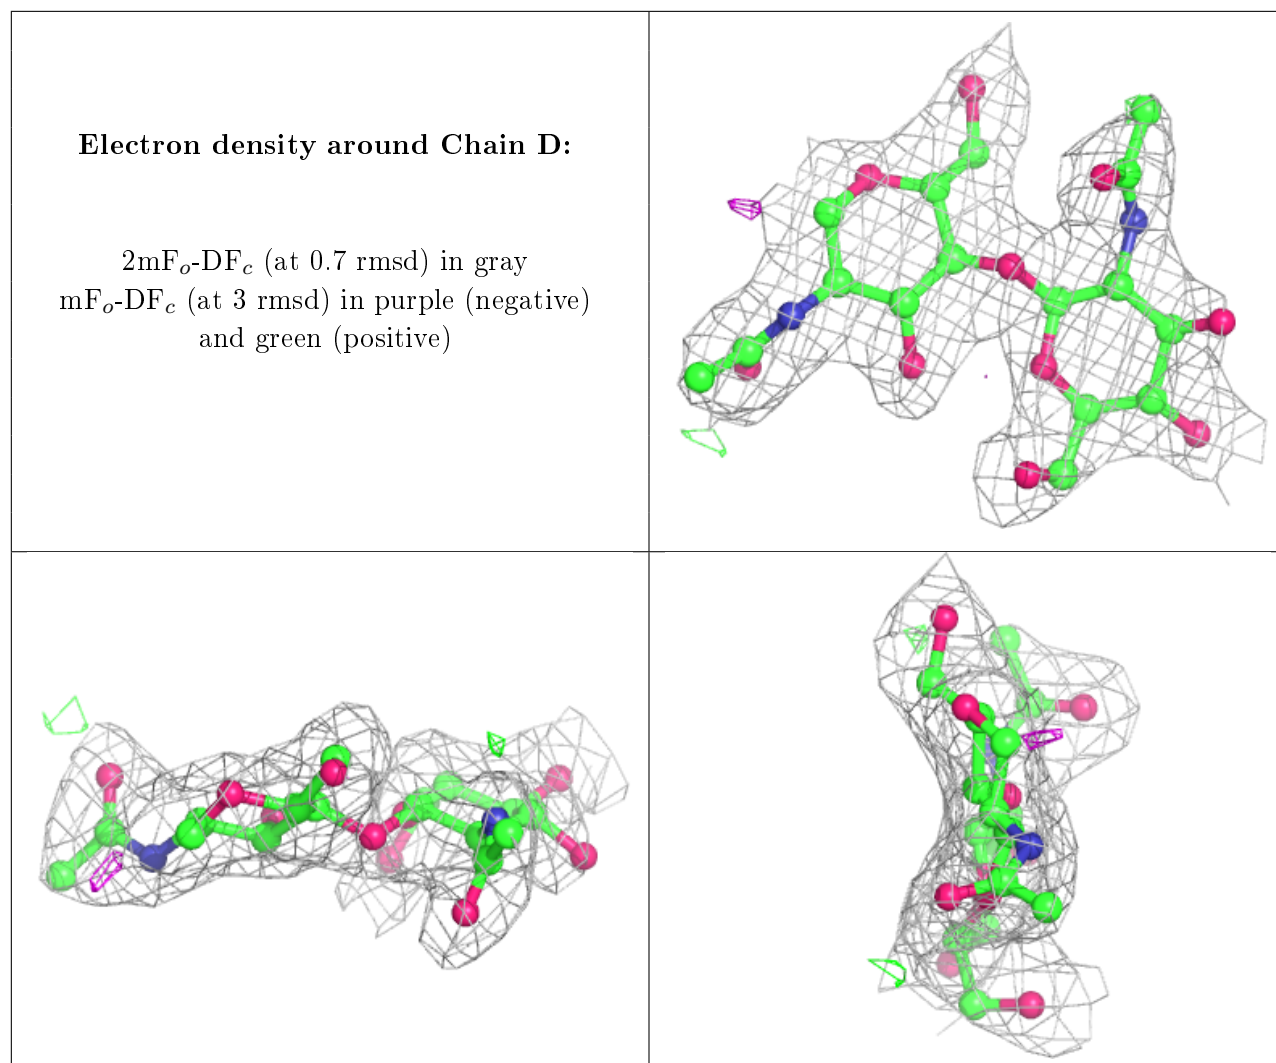 Electron density around Chain D:
2mFₒ-DF𝒸 (at 0.7 rmsd) in gray
mFₒ-DF𝒸 (at 3 rmsd) in purple (negative)
and green (positive)